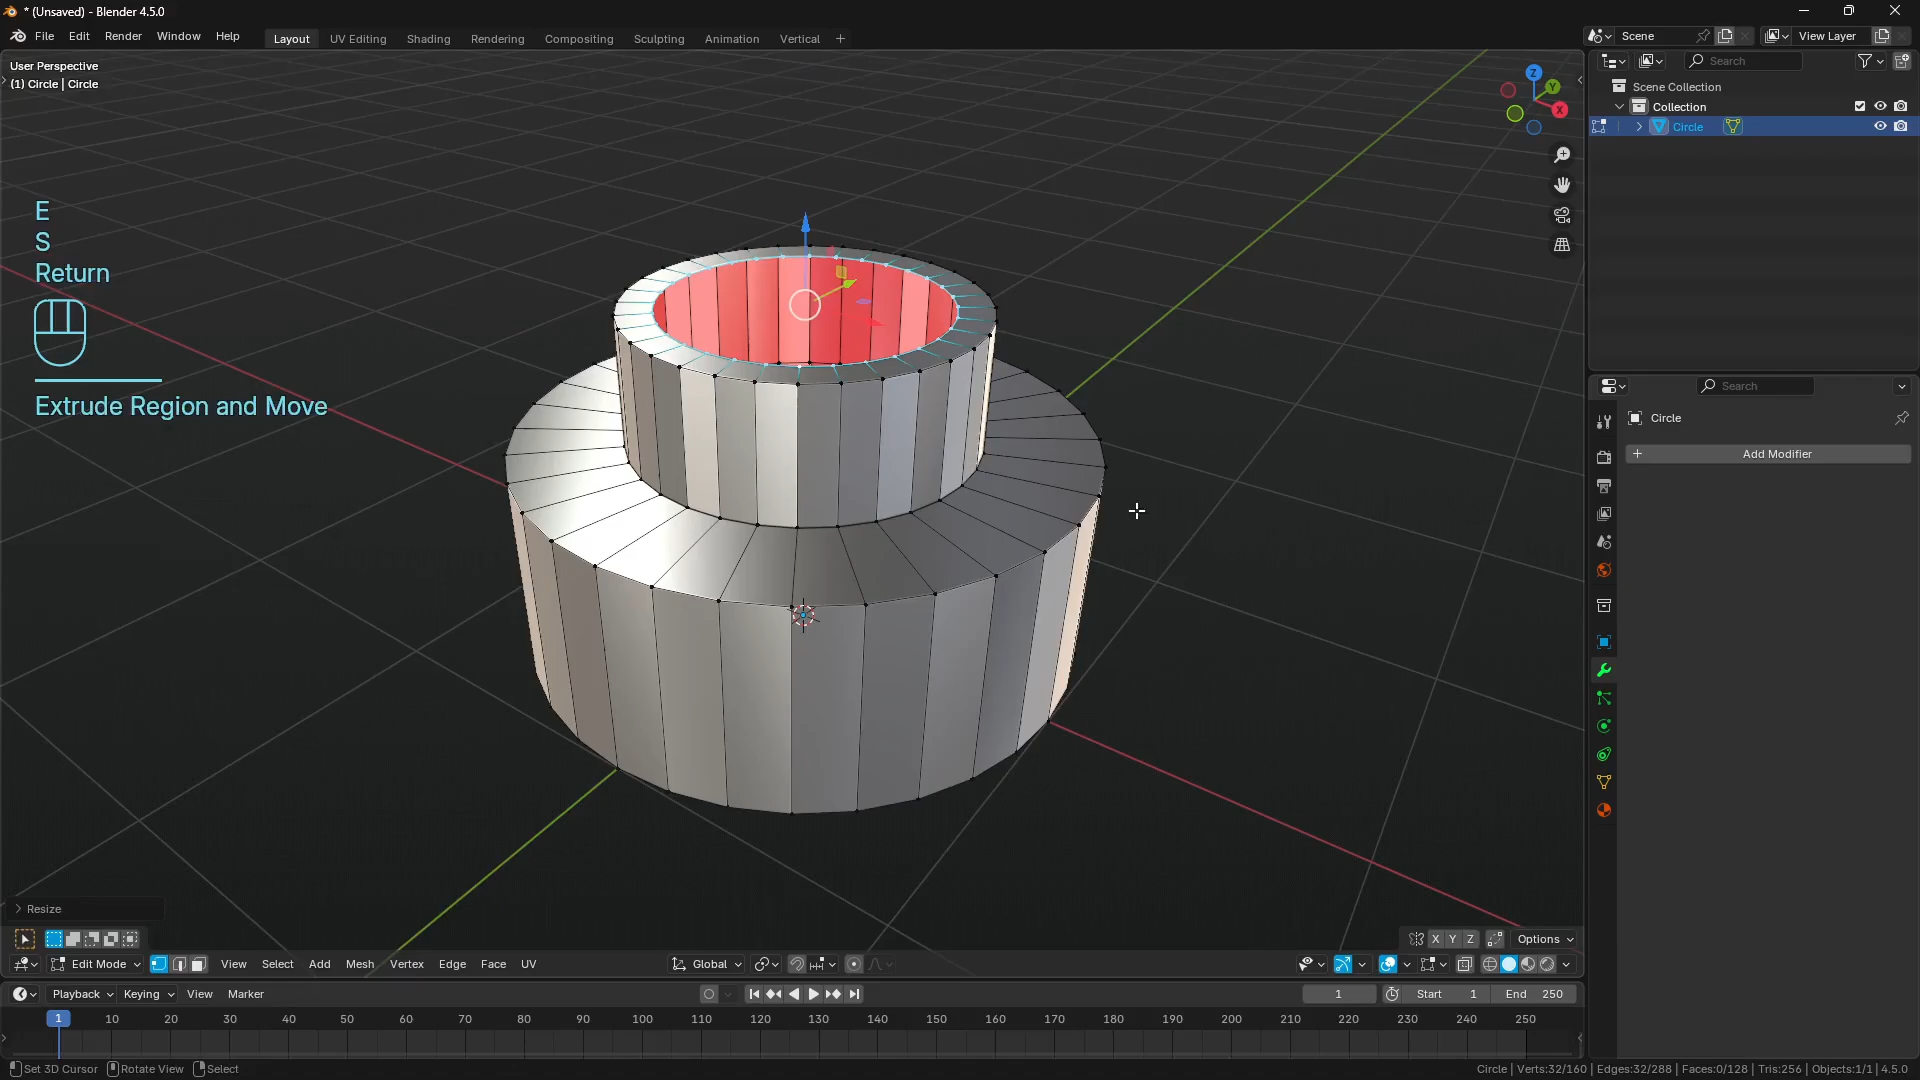 * (Unsaved) - Blender 4.5.0
File Edit Render Window Help
Layout UV Editing Shading Rendering Compositing Sculpting Animation Vertical
Scene
View Layer
User Perspective
(1) Circle | Circle
Z
Y
X
Search
Scene Collection
Collection
Circle
E
S
Return
Extrude Region and Move
Search
Circle
Add Modifier
Resize
X Y Z
Options
Edit Mode View Select Add Mesh Vertex Edge Face UV
Global
Playback Keying View Marker
1
Start 1
End 250
1 10 20 30 40 50 60 70 80 90 100 110 120 130 140 150 160 170 180 190 200 210 220 230 240 250
Set 3D Cursor Rotate View Select
Circle | Verts:32/160 | Edges:32/288 | Faces:0/128 | Tris:256 | Objects:1/1 | 4.5.0